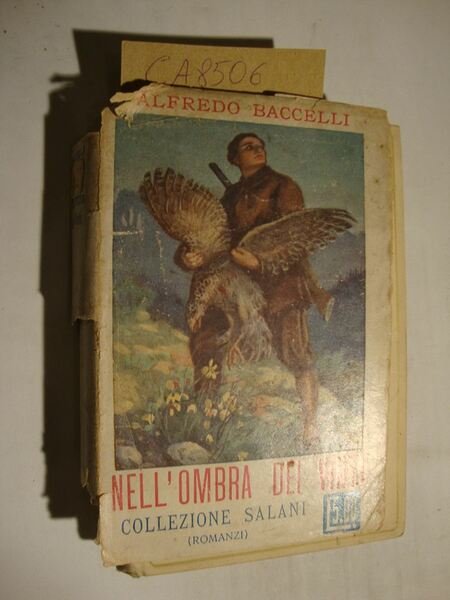 CA8506
ALFREDO BACCELLI
NELL'OMBRA DEI
COLLEZIONE SALANI
(ROMANZI)